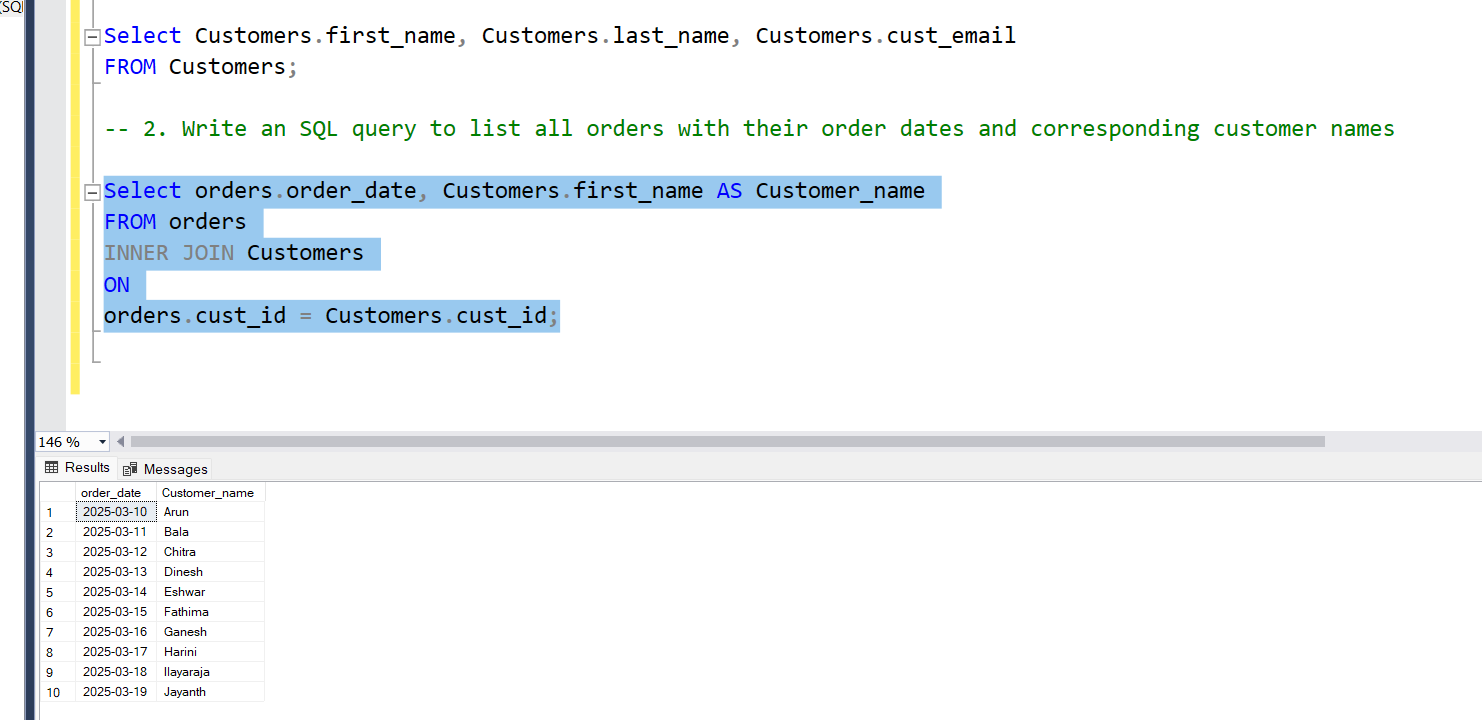 (SQL
Select Customers.first_name, Customers.last_name, Customers.cust_email
FROM Customers;
-- 2. Write an SQL query to list all orders with their order dates and corresponding customer names
Select orders.order_date, Customers.first_name AS Customer_name
FROM orders
INNER JOIN Customers
ON
orders.cust_id = Customers.cust_id;
146 %
Results Messages
order_date Customer_name
1 2025-03-10 Arun
2 2025-03-11 Bala
3 2025-03-12 Chitra
4 2025-03-13 Dinesh
5 2025-03-14 Eshwar
6 2025-03-15 Fathima
7 2025-03-16 Ganesh
8 2025-03-17 Harini
9 2025-03-18 Ilayaraja
10 2025-03-19 Jayanth